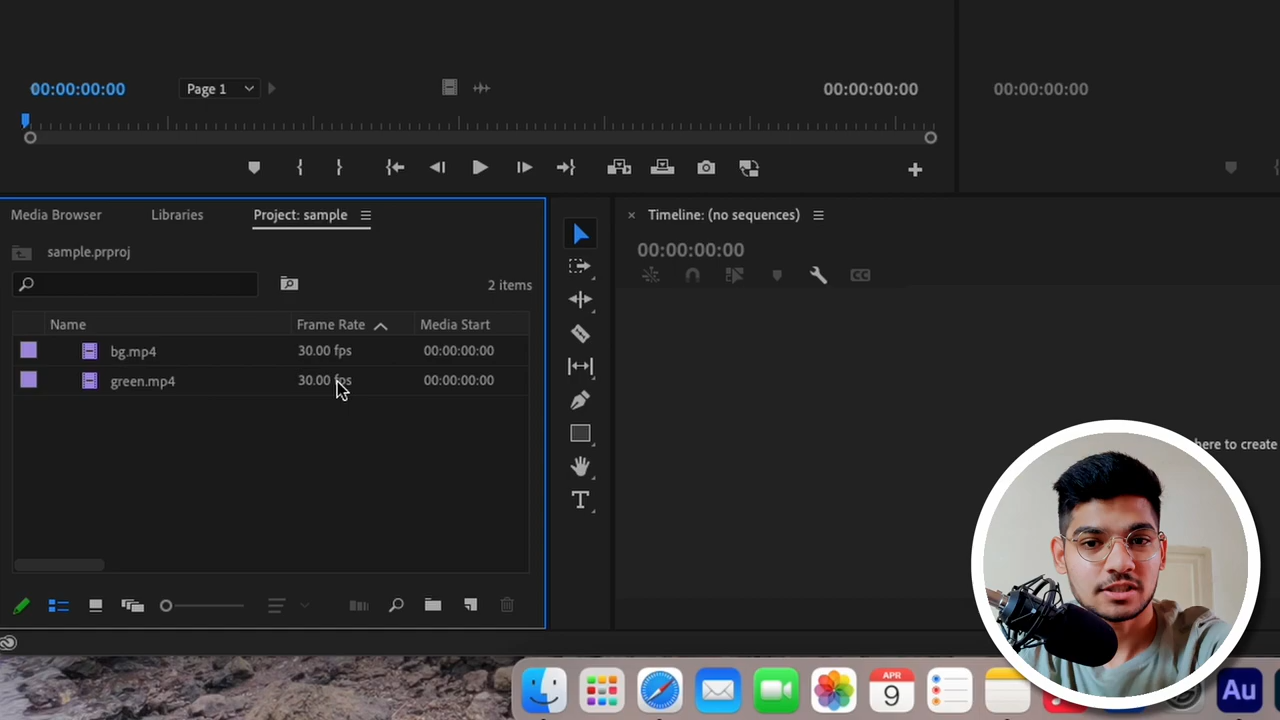 00:00:00:00
Page 1
00:00:00:00
00:00:00:00
Media Browser
Libraries
Project: sample
Timeline: (no sequences)
sample.prproj
00:00:00:00
2 items
CC
Name
Frame Rate
Media Start
bg.mp4
30.00 fps
00:00:00:00
green.mp4
30.00 fps
00:00:00:00
here to create
T
APR
9
Au